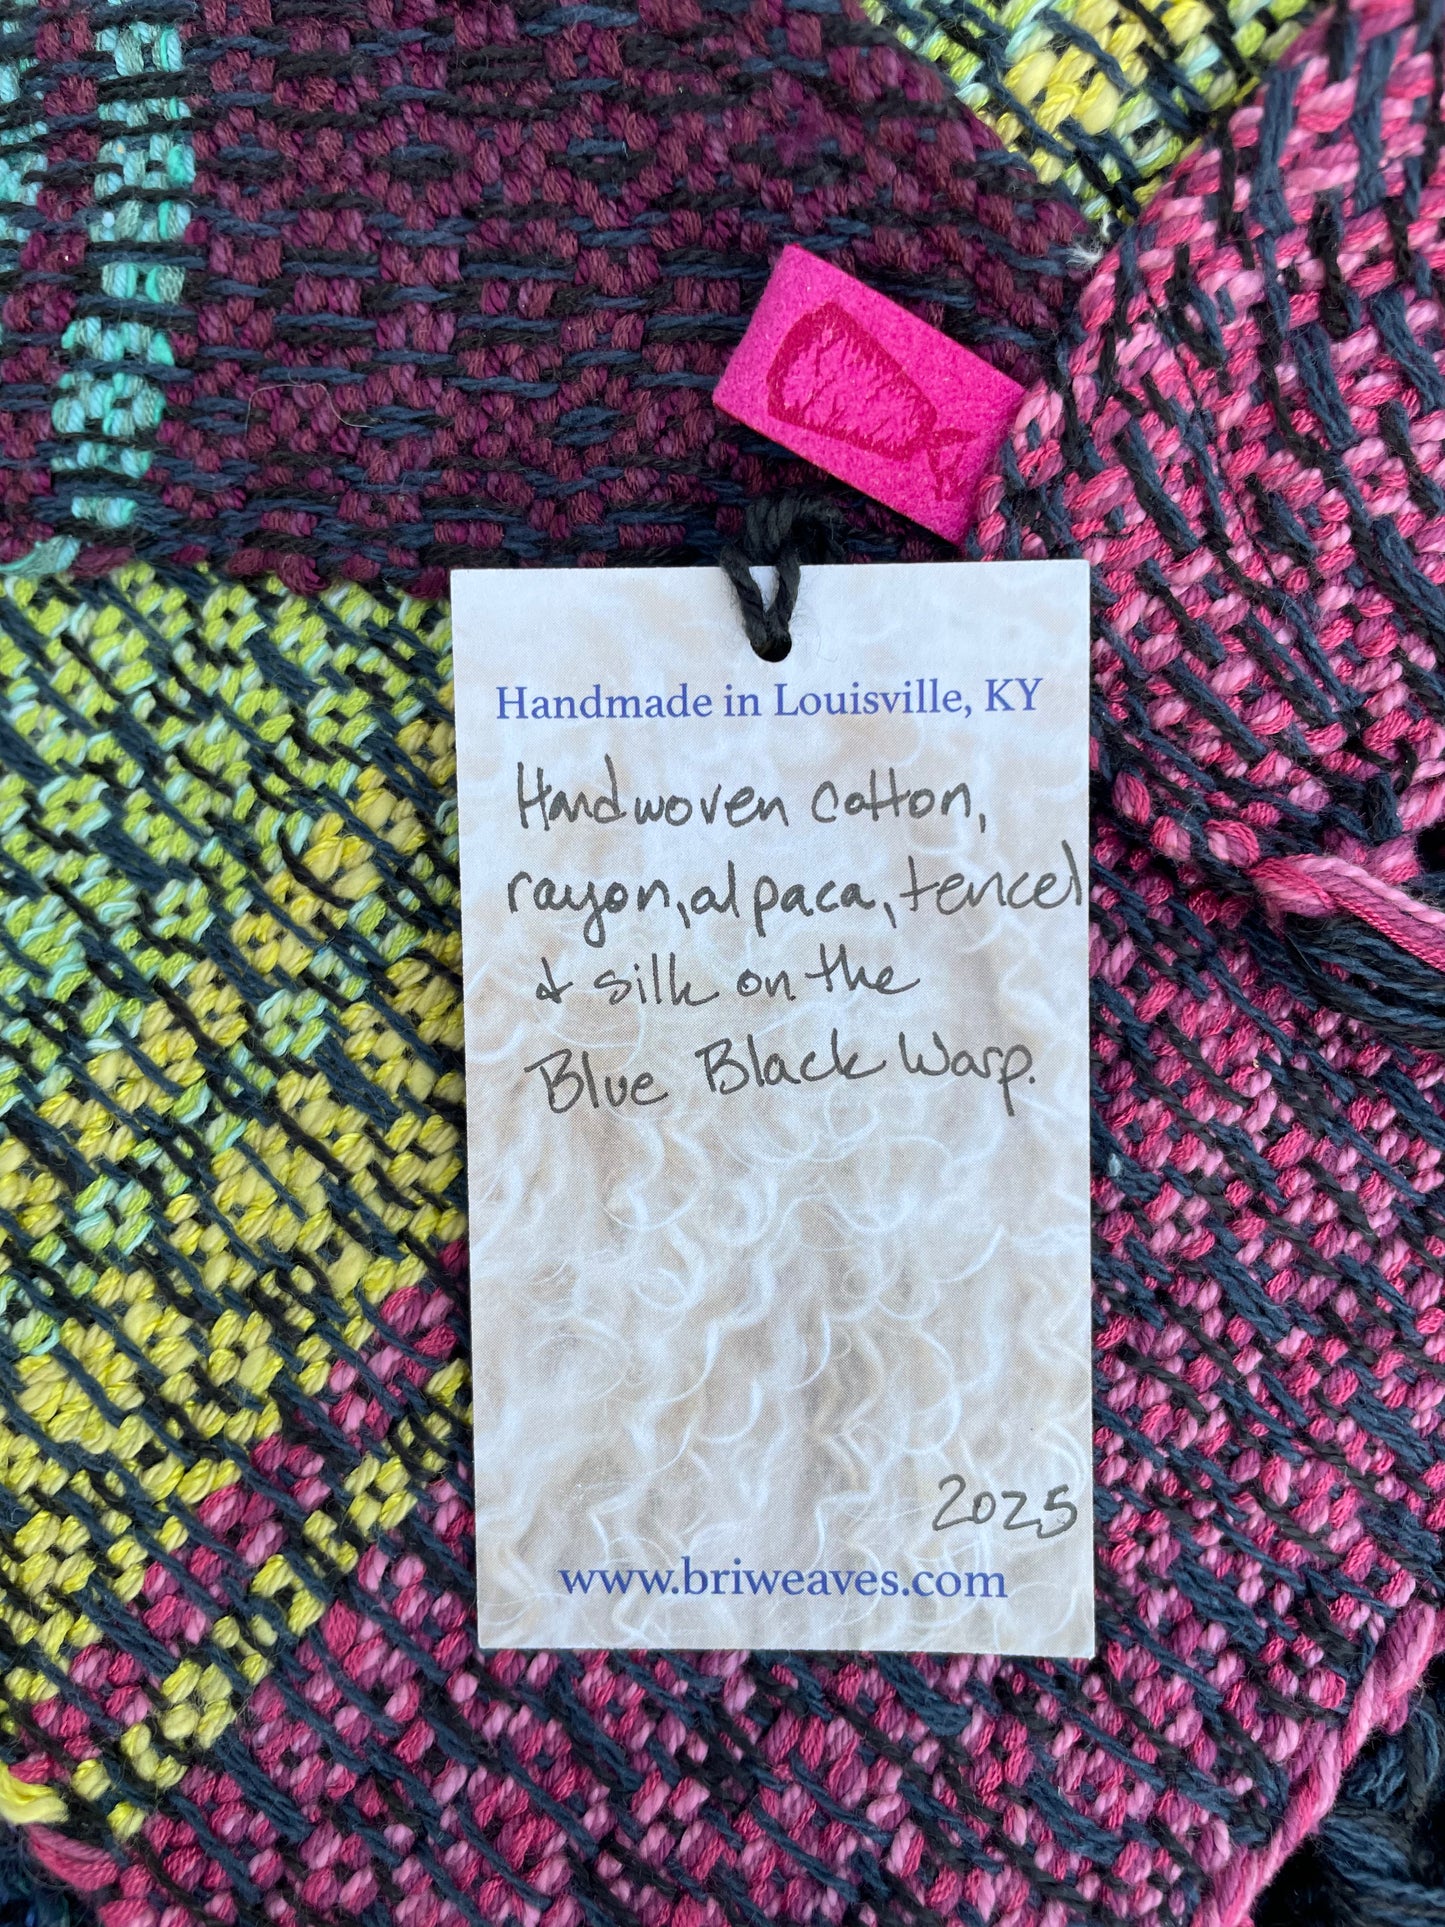 Handmade in Louisville, KY
Handwoven cotton,
rayon, alpaca, tencel
& silk on the
Blue Black Warp.
2025
www.briweaves.com